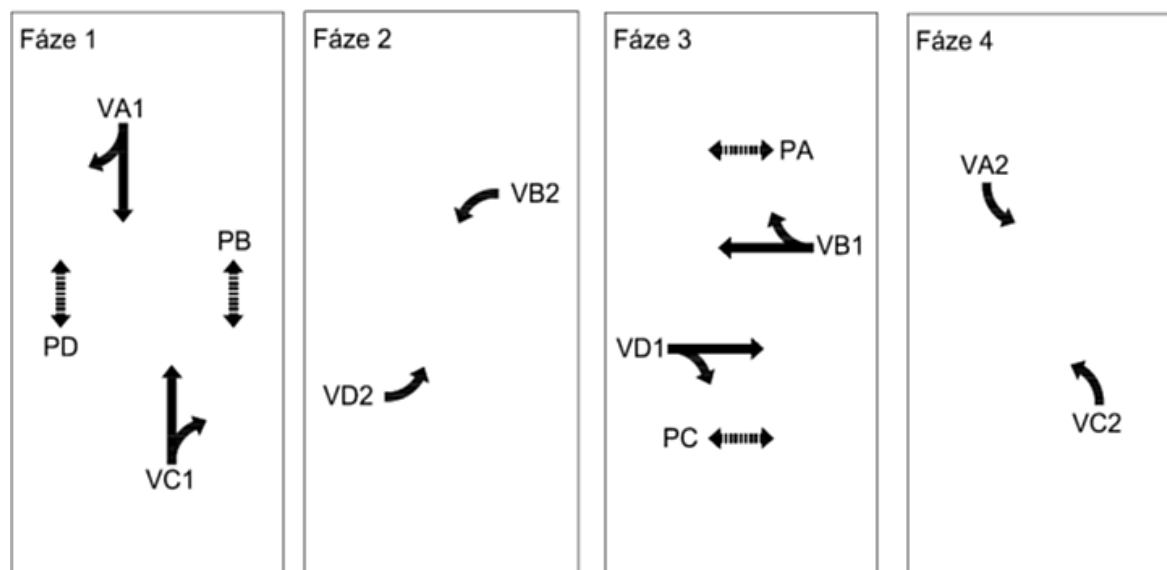 Fáze 1
VA1
PB
PD
VC1
Fáze 2
VB2
VD2
Fáze 3
PA
VB1
VD1
PC
Fáze 4
VA2
VC2